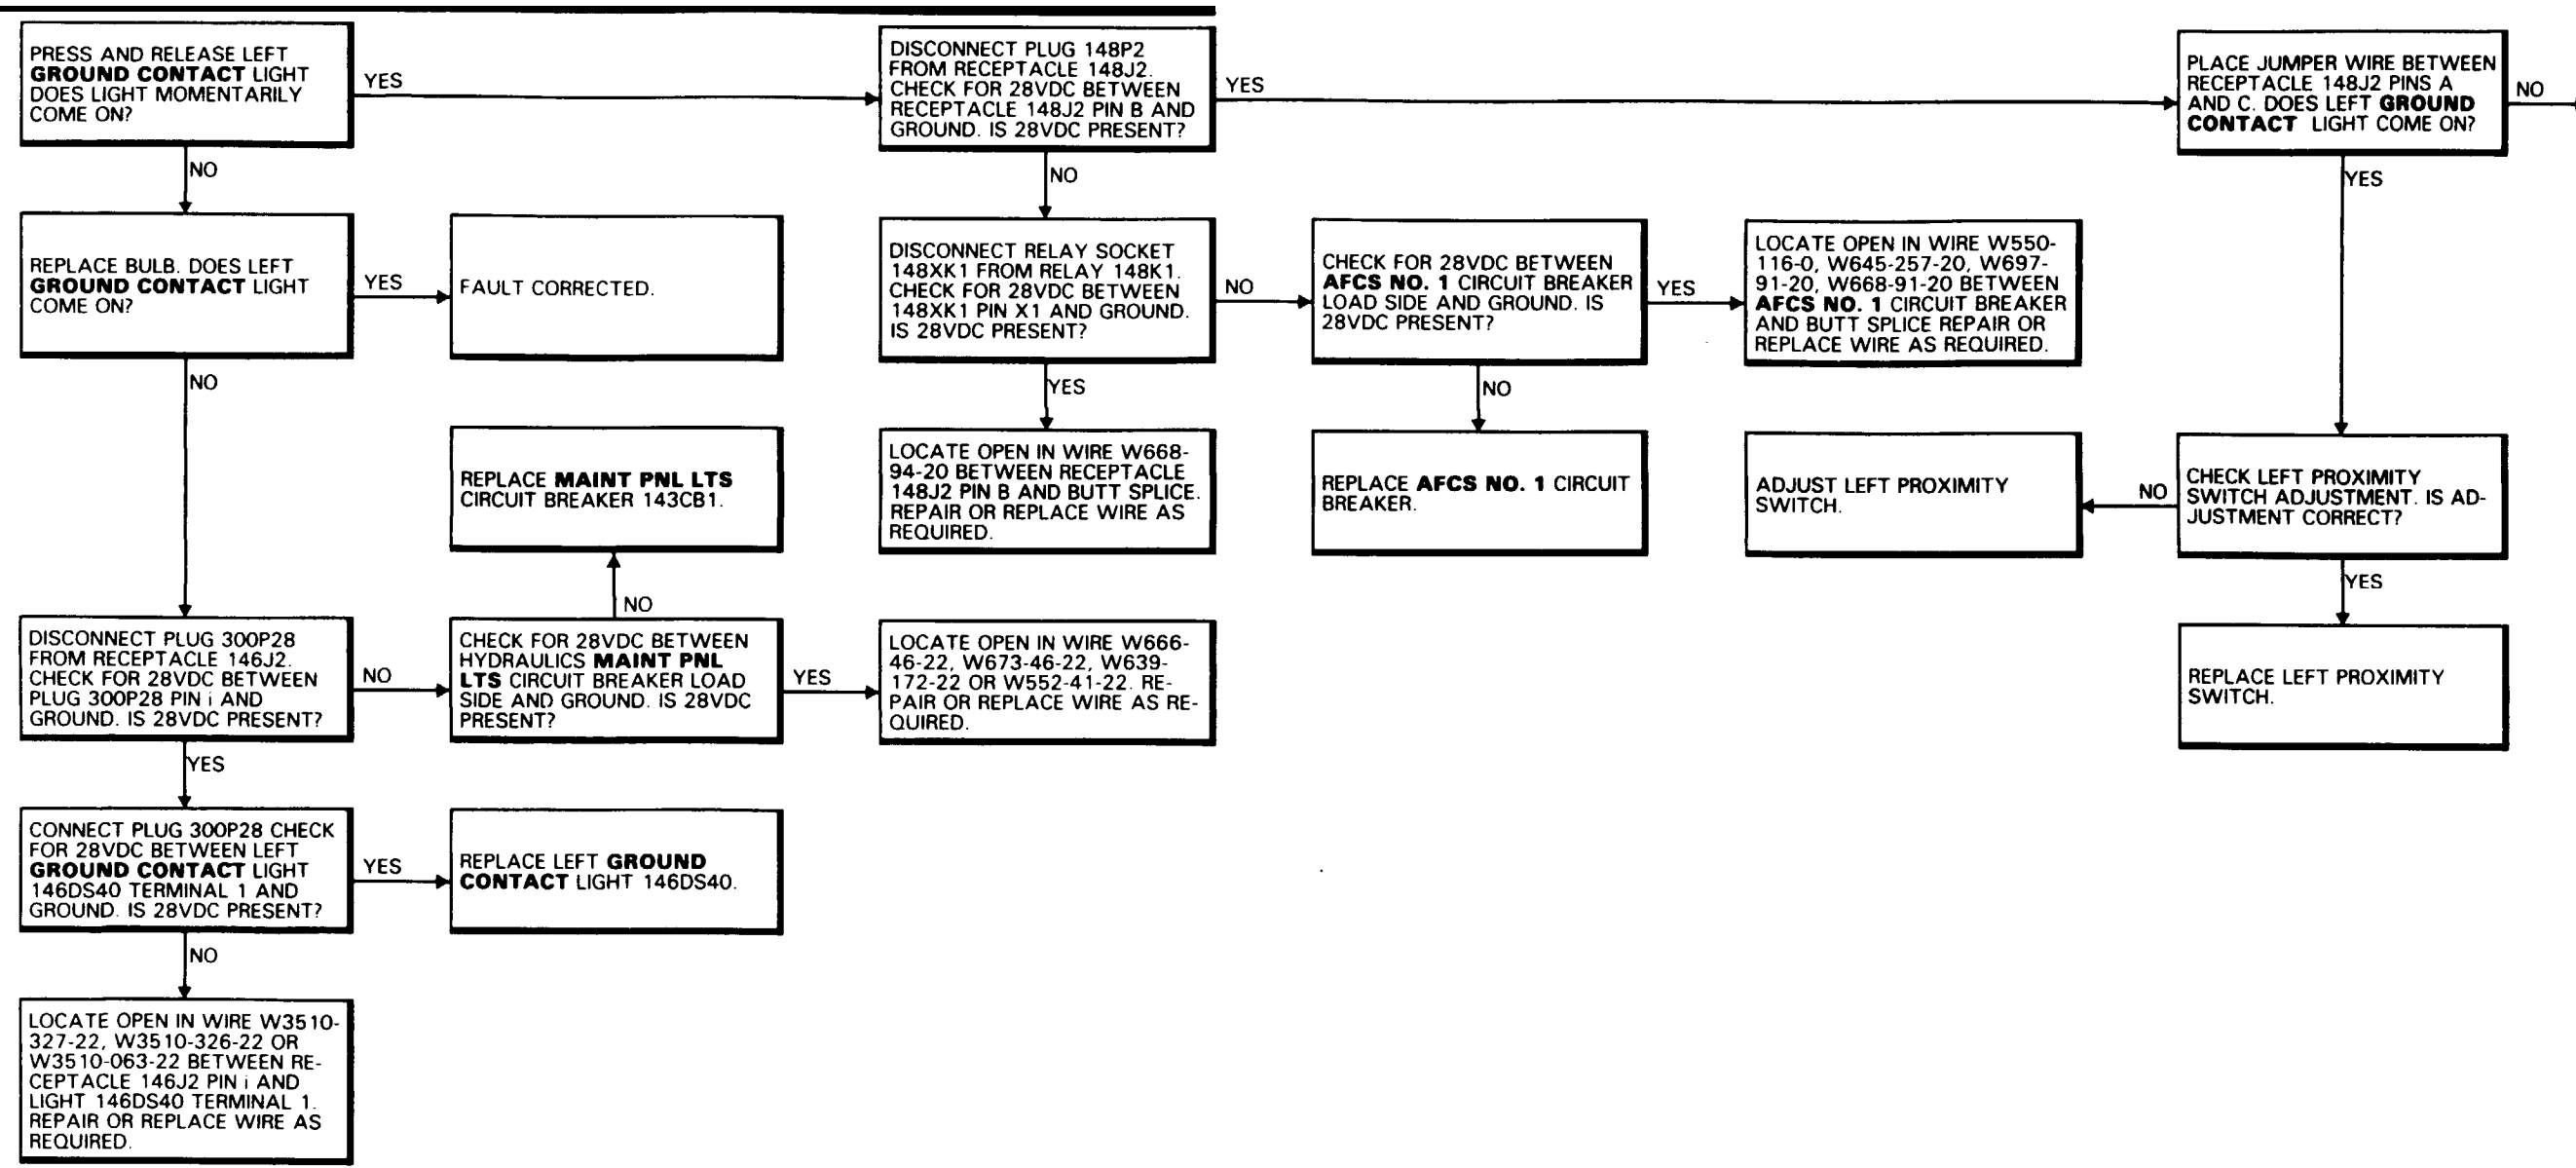 PRESS AND RELEASE LEFT
GROUND CONTACT LIGHT
DOES LIGHT MOMENTARILY
COME ON?
YES
NO
DISCONNECT PLUG 148P2
FROM RECEPTACLE 148J2.
CHECK FOR 28VDC BETWEEN
RECEPTACLE 148J2 PIN B AND
GROUND. IS 28VDC PRESENT?
YES
NO
PLACE JUMPER WIRE BETWEEN
RECEPTACLE 148J2 PINS A
AND C. DOES LEFT GROUND
CONTACT LIGHT COME ON?
NO
YES
REPLACE BULB. DOES LEFT
GROUND CONTACT LIGHT
COME ON?
YES
NO
FAULT CORRECTED.
DISCONNECT RELAY SOCKET
148XK1 FROM RELAY 148K1.
CHECK FOR 28VDC BETWEEN
148XK1 PIN X1 AND GROUND.
IS 28VDC PRESENT?
NO
YES
CHECK FOR 28VDC BETWEEN
AFCS NO. 1 CIRCUIT BREAKER
LOAD SIDE AND GROUND. IS
28VDC PRESENT?
YES
NO
LOCATE OPEN IN WIRE W550-
116-0, W645-257-20, W697-
91-20, W668-91-20 BETWEEN
AFCS NO. 1 CIRCUIT BREAKER
AND BUTT SPLICE REPAIR OR
REPLACE WIRE AS REQUIRED.
REPLACE MAINT PNL LTS
CIRCUIT BREAKER 143CB1.
LOCATE OPEN IN WIRE W668-
94-20 BETWEEN RECEPTACLE
148J2 PIN B AND BUTT SPLICE.
REPAIR OR REPLACE WIRE AS
REQUIRED.
REPLACE AFCS NO. 1 CIRCUIT
BREAKER.
ADJUST LEFT PROXIMITY
SWITCH.
NO
CHECK LEFT PROXIMITY
SWITCH ADJUSTMENT. IS AD-
JUSTMENT CORRECT?
YES
DISCONNECT PLUG 300P28
FROM RECEPTACLE 146J2.
CHECK FOR 28VDC BETWEEN
PLUG 300P28 PIN i AND
GROUND. IS 28VDC PRESENT?
NO
YES
NO
CHECK FOR 28VDC BETWEEN
HYDRAULICS MAINT PNL
LTS CIRCUIT BREAKER LOAD
SIDE AND GROUND. IS 28VDC
PRESENT?
YES
LOCATE OPEN IN WIRE W666-
46-22, W673-46-22, W639-
172-22 OR W552-41-22. RE-
PAIR OR REPLACE WIRE AS RE-
QUIRED.
REPLACE LEFT PROXIMITY
SWITCH.
CONNECT PLUG 300P28 CHECK
FOR 28VDC BETWEEN LEFT
GROUND CONTACT LIGHT
146DS40 TERMINAL 1 AND
GROUND. IS 28VDC PRESENT?
YES
NO
REPLACE LEFT GROUND
CONTACT LIGHT 146DS40.
LOCATE OPEN IN WIRE W3510-
327-22, W3510-326-22 OR
W3510-063-22 BETWEEN RE-
CEPTACLE 146J2 PIN i AND
LIGHT 146DS40 TERMINAL 1.
REPAIR OR REPLACE WIRE AS
REQUIRED.